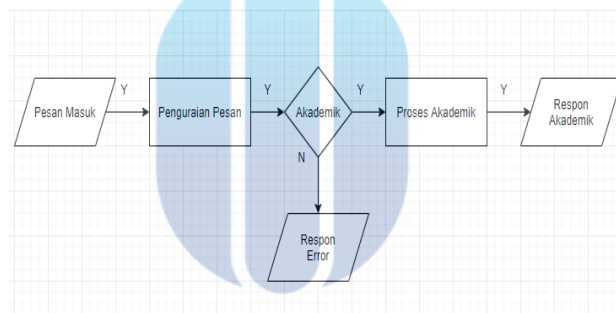 Y
Y
Y
Y
Pesan Masuk
Penguraian Pesan
Akademik
Proses Akademik
Respon
Akademik
N
Respon
Error